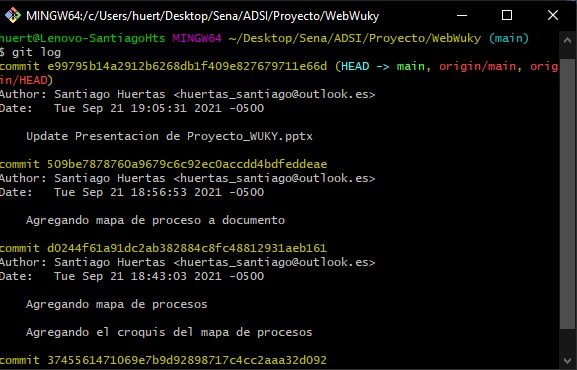 MINGW64:/c/Users/huert/Desktop/Sena/ADSI/Proyecto/WebWuky
huert@Lenovo-SantiagoHts MINGW64 ~/Desktop/Sena/ADSI/Proyecto/WebWuky (main)
$ git log
commit e99795b14a2912b6268db1f409e827679711e66d (HEAD -> main, origin/main, orig
in/HEAD)
Author: Santiago Huertas <huertas_santiago@outlook.es>
Date:   Tue Sep 21 19:05:31 2021 -0500
Update Presentacion de Proyecto_WUKY.pptx
commit 509be7878760a9679c6c92ec0accdd4bdfeddeae
Author: Santiago Huertas <huertas_santiago@outlook.es>
Date:   Tue Sep 21 18:56:53 2021 -0500
Agregando mapa de proceso a documento
commit d0244f61a91dc2ab382884c8fc48812931aeb161
Author: Santiago Huertas <huertas_santiago@outlook.es>
Date:   Tue Sep 21 18:43:03 2021 -0500
Agregando mapa de procesos
Agregando el croquis del mapa de procesos
commit 3745561471069e7b9d92898717c4cc2aaa32d092